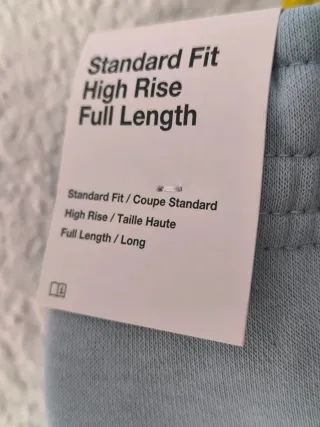 Standard Fit
High Rise
Full Length
Standard Fit / Coupe Standard
High Rise / Taille Haute
Full Length / Long